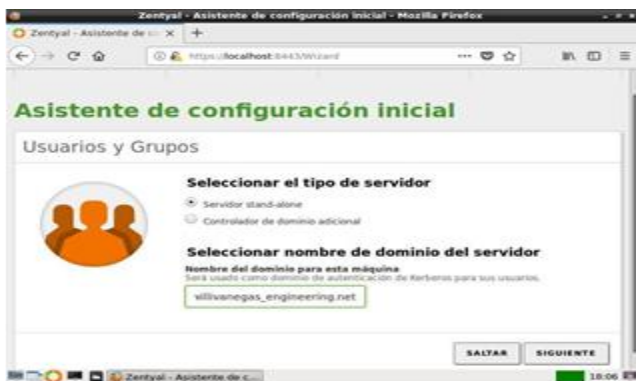 Zentyal - Asistente de configuración inicial - Mozilla Firefox
Zentyal - Asistente de
https://localhost:8443/Wizard
Asistente de configuración inicial
Usuarios y Grupos
Seleccionar el tipo de servidor
Servidor stand-alone
Controlador de dominio adicional
Seleccionar nombre de dominio del servidor
Nombre del dominio para esta máquina
Será usado como dominio de autenticación de Kerberos para sus usuarios.
villvanegas_engineering.net
SALTAR SIGUIENTE
Zentyal - Asistente de c...
18:06